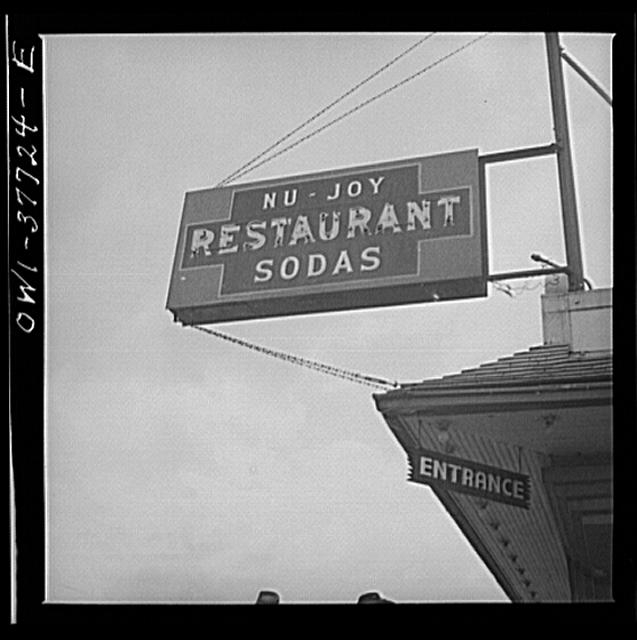 OWI-37724-E
NU-JOY
RESTAURANT
SODAS
ENTRANCE